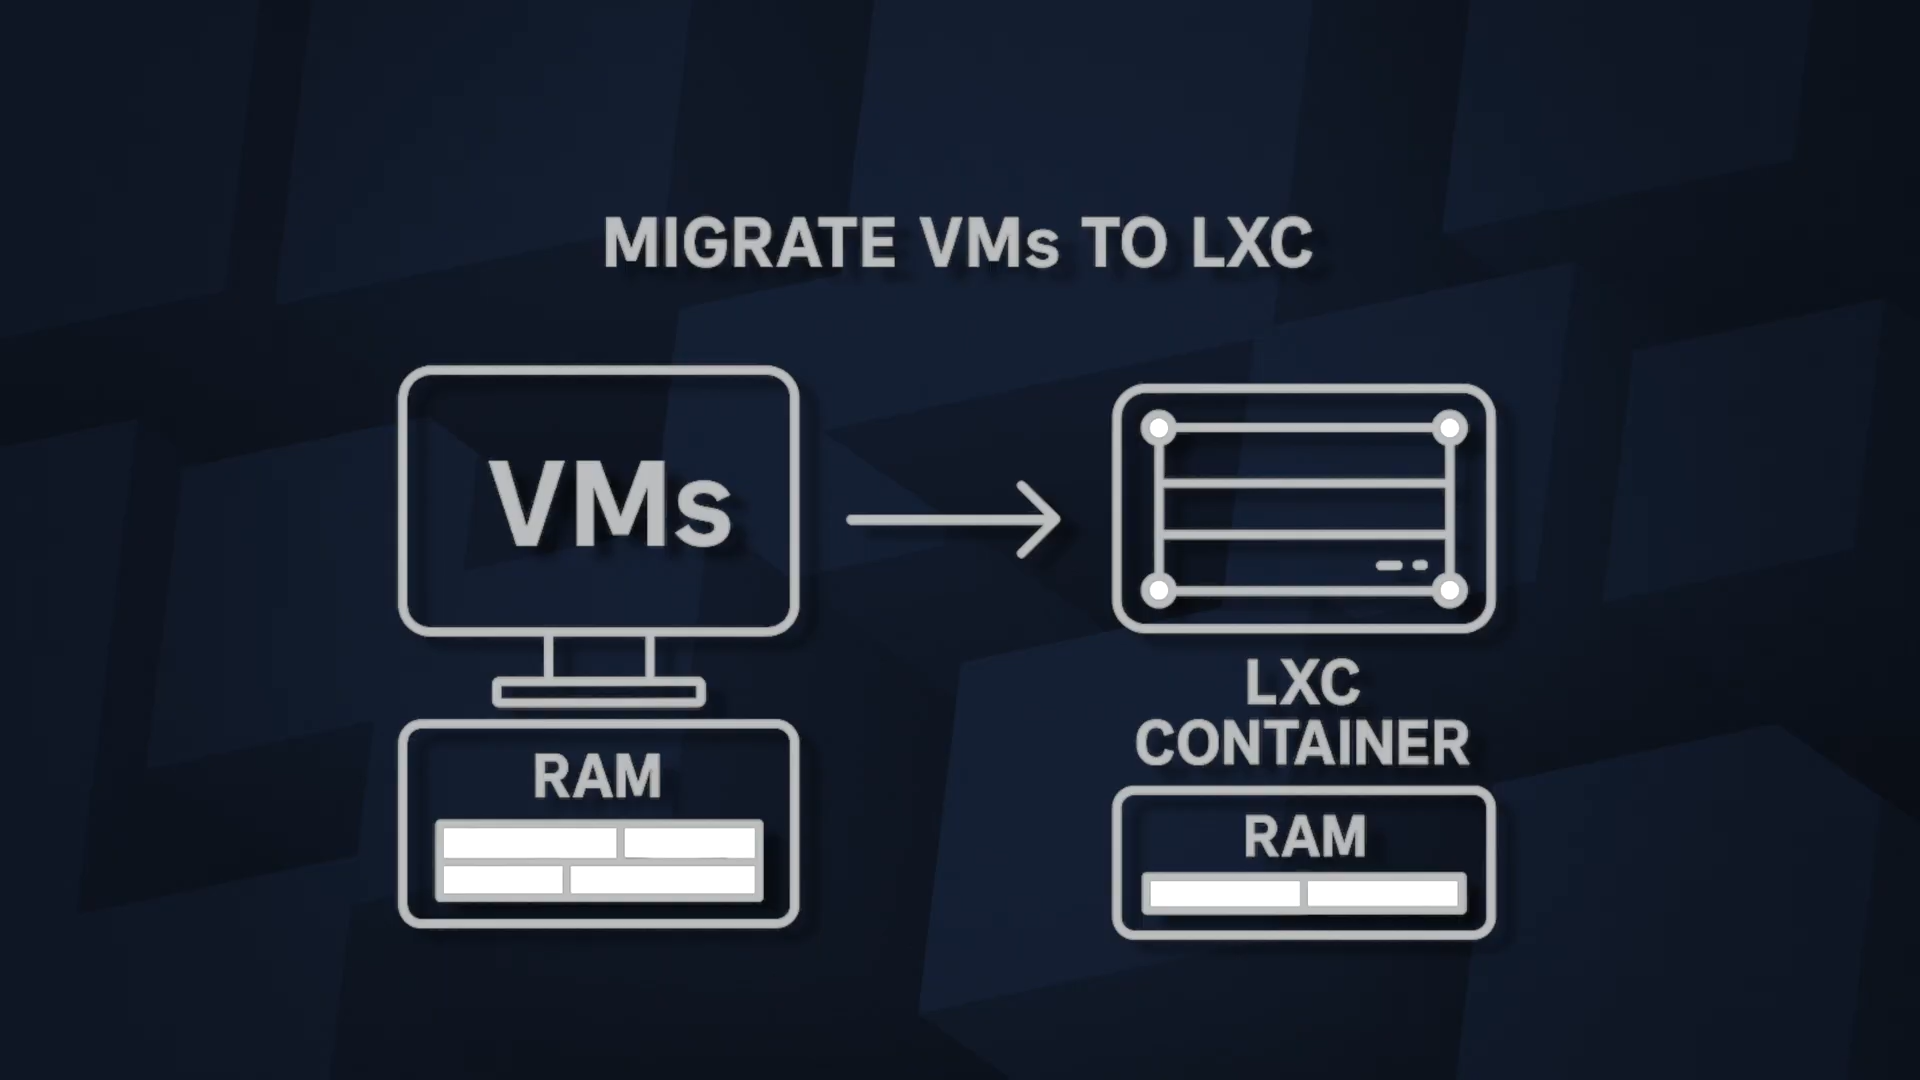 MIGRATE VMs TO LXC
VMs
RAM
LXC
CONTAINER
RAM